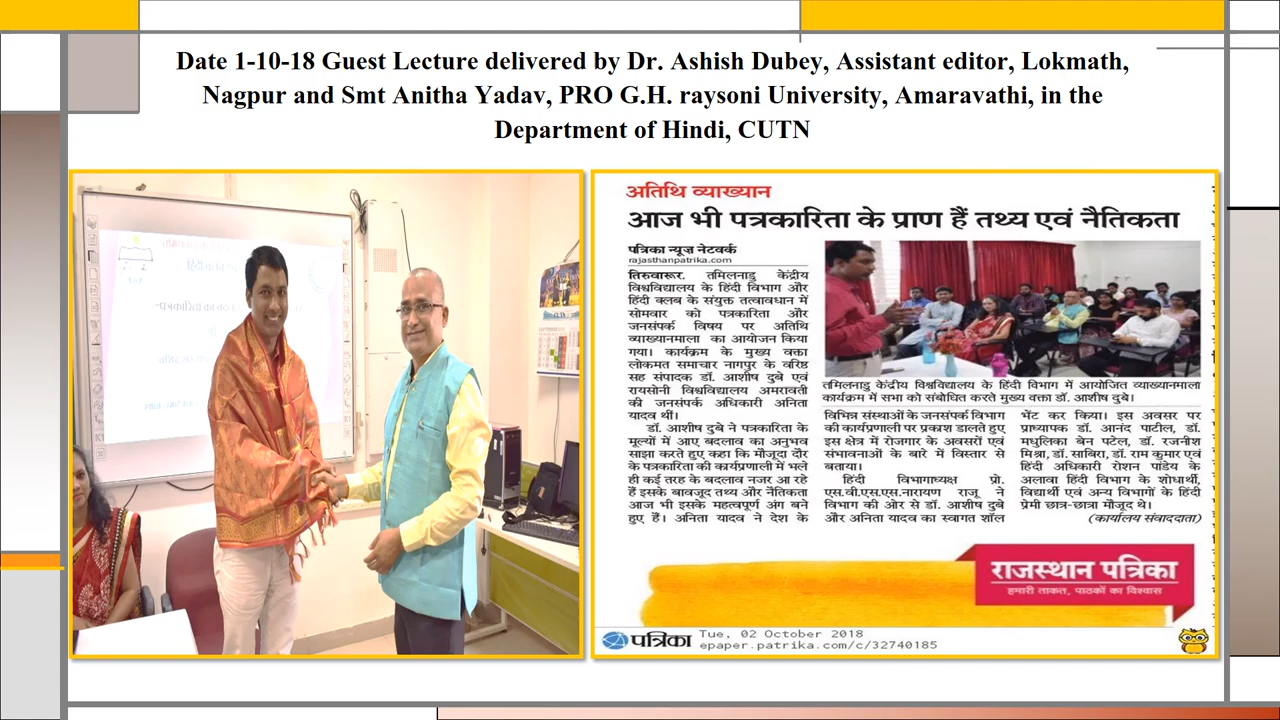 Date 1-10-18 Guest Lecture delivered by Dr. Ashish Dubey, Assistant editor, Lokmath,
Nagpur and Smt Anitha Yadav, PRO G.H. raysoni University, Amaravathi, in the
Department of Hindi, CUTN
अतिथि व्याख्यान
आज भी पत्रकारिता के प्राण हैं तथ्य एवं नैतिकता
पत्रिका न्यूज़ नेटवर्क
rajasthanpatrika.com
तिरुवारूर. तमिलनाडु केंद्रीय
विश्वविद्यालय के हिंदी विभाग और
हिंदी क्लब के संयुक्त तत्वावधान में
सोमवार को पत्रकारिता और
जनसंपर्क विषय पर अतिथि
व्याख्यानमाला का आयोजन किया
गया। कार्यक्रम के मुख्य वक्ता
लोकमत समाचार नागपुर के वरिष्ठ
सह संपादक डॉ. आशीष दुबे एवं
रायसोनी विश्वविद्यालय अमरावती
की जनसंपर्क अधिकारी अनिता
यादव थीं।
डॉ. आशीष दुबे ने पत्रकारिता के
मूल्यों में आए बदलाव का अनुभव
साझा करते हुए कहा कि मौजूदा दौर
के पत्रकारिता की कार्यप्रणाली में भले
ही कई तरह के बदलाव नजर आ रहे
हैं इसके बावजूद तथ्य और नैतिकता
आज भी इसके महत्वपूर्ण अंग बने
हुए हैं। अनिता यादव ने देश के
तमिलनाडु केंद्रीय विश्वविद्यालय के हिंदी विभाग में आयोजित व्याख्यानमाला
कार्यक्रम में सभा को संबोधित करते मुख्य वक्ता डॉ. आशीष दुबे।
विभिन्न संस्थाओं के जनसंपर्क विभाग
की कार्यप्रणाली पर प्रकाश डालते हुए
इस क्षेत्र में रोजगार के अवसरों एवं
संभावनाओं के बारे में विस्तार से
बताया।
हिंदी विभागाध्यक्ष प्रो.
एस.वी.एस.एस.नारायण राजू ने
विभाग की ओर से डॉ. आशीष दुबे
और अनिता यादव का स्वागत शॉल
भेंट कर किया। इस अवसर पर
प्राध्यापक डॉ. आनंद पाटील, डॉ.
मधुलिका बेन पटेल, डॉ. रजनीश
मिश्रा, डॉ. साबिरा, डॉ. राम कुमार एवं
हिंदी अधिकारी रोशन पांडेय के
अलावा हिंदी विभाग के शोधार्थी,
विद्यार्थी एवं अन्य विभागों के हिंदी
प्रेमी छात्र-छात्रा मौजूद थे।
(कार्यालय संवाददाता)
राजस्थान पत्रिका
हमारी ताकत, पाठकों का विश्वास
पत्रिका
Tue, 02 October 2018
epaper.patrika.com/c/32740185